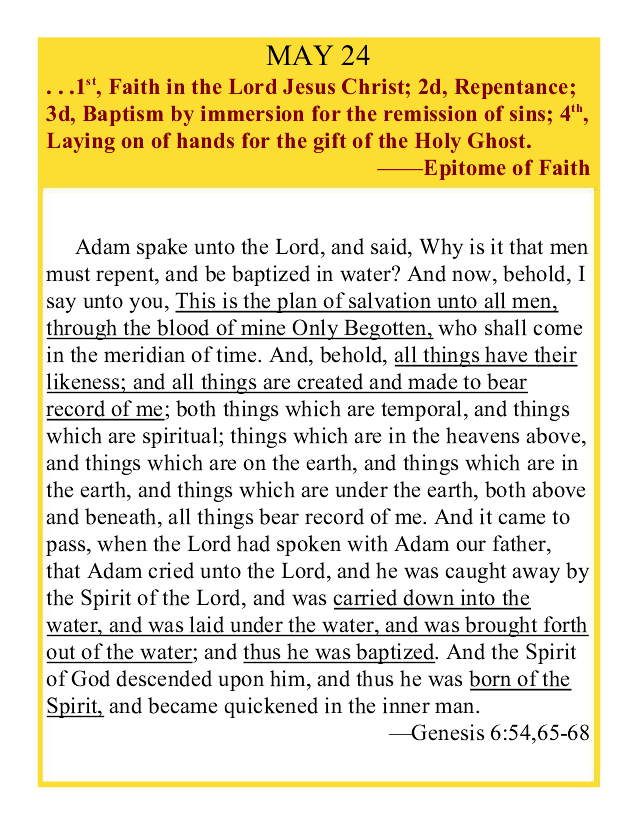 MAY 24
. . .1st, Faith in the Lord Jesus Christ; 2d, Repentance;
3d, Baptism by immersion for the remission of sins; 4th,
Laying on of hands for the gift of the Holy Ghost.
——Epitome of Faith
Adam spake unto the Lord, and said, Why is it that men
must repent, and be baptized in water? And now, behold, I
say unto you, This is the plan of salvation unto all men,
through the blood of mine Only Begotten, who shall come
in the meridian of time. And, behold, all things have their
likeness; and all things are created and made to bear
record of me; both things which are temporal, and things
which are spiritual; things which are in the heavens above,
and things which are on the earth, and things which are in
the earth, and things which are under the earth, both above
and beneath, all things bear record of me. And it came to
pass, when the Lord had spoken with Adam our father,
that Adam cried unto the Lord, and he was caught away by
the Spirit of the Lord, and was carried down into the
water, and was laid under the water, and was brought forth
out of the water; and thus he was baptized. And the Spirit
of God descended upon him, and thus he was born of the
Spirit, and became quickened in the inner man.
—Genesis 6:54,65-68